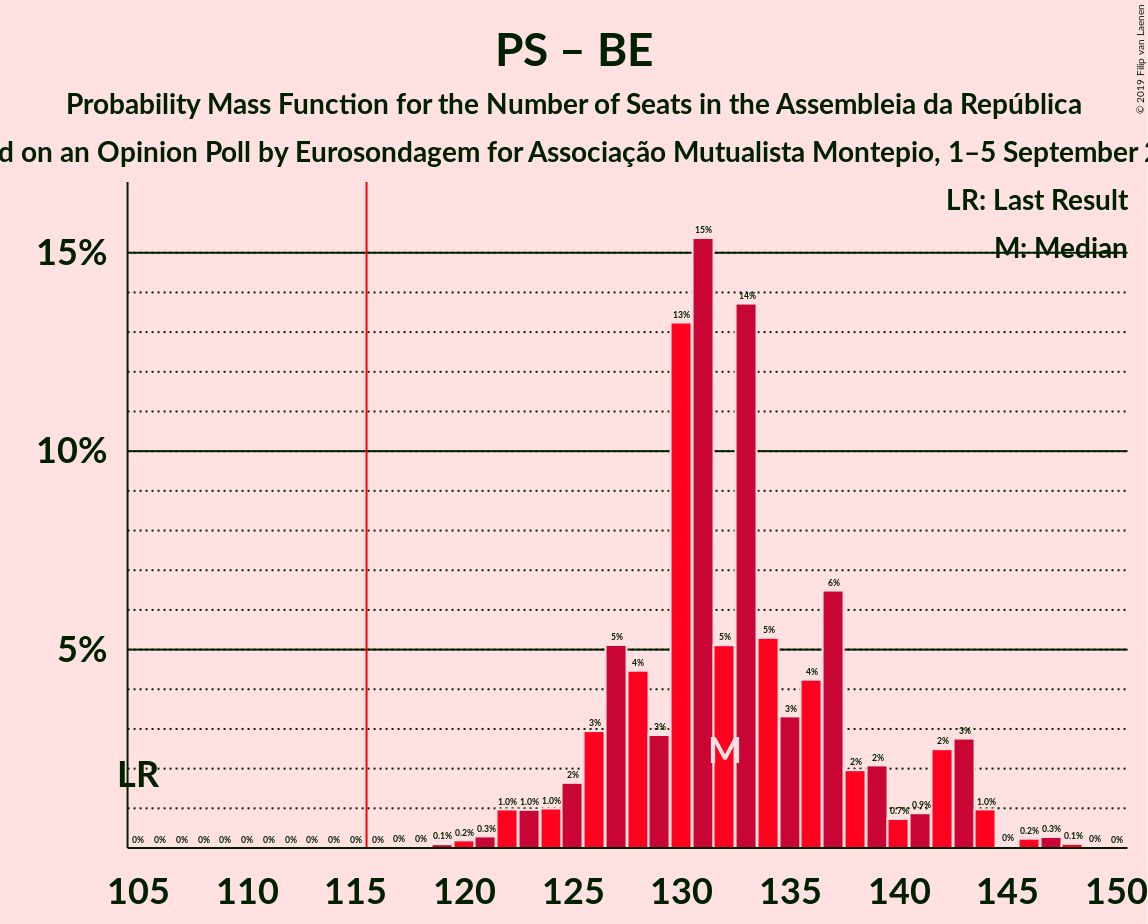 PS – BE
Probability Mass Function for the Number of Seats in the Assembleia da República
d on an Opinion Poll by Eurosondagem for Associação Mutualista Montepio, 1–5 September 2
© 2019 Filip van Laenen
LR: Last Result
M: Median
15%
10%
5%
0% 0% 0% 0% 0% 0% 0% 0% 0% 0% 0% 0% 0% 0% 0.1% 0.2% 0.3% 1.0% 1.0% 1.0% 2% 3% 5% 4% 3% 13% 15% 5% 14% 5% 3% 4% 6% 2% 2% 0.7% 0.9% 2% 3% 1.0% 0% 0.2% 0.3% 0.1% 0% 0%
LR
M
105 110 115 120 125 130 135 140 145 150